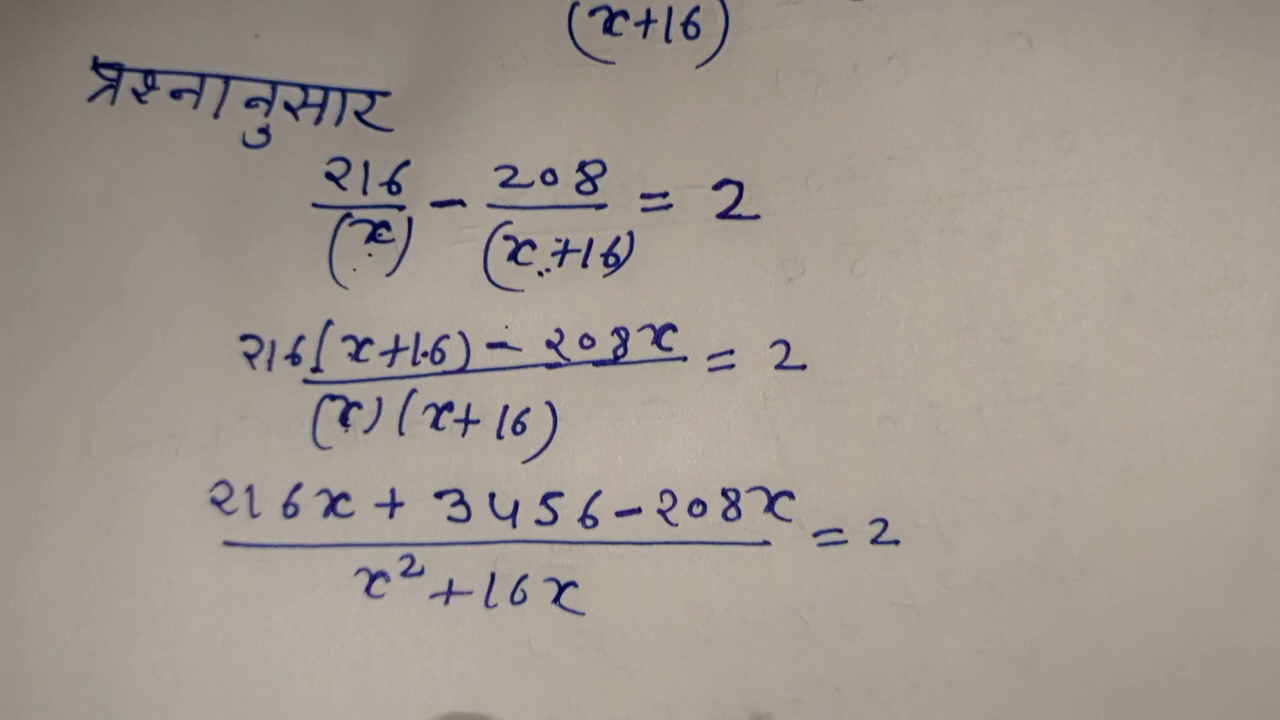 (x+16)
प्रश्नानुसार
216/(x) - 208/(x+16) = 2
216(x+16) - 208x/(x)(x+16) = 2
216x + 3456 - 208x/x² + 16x = 2